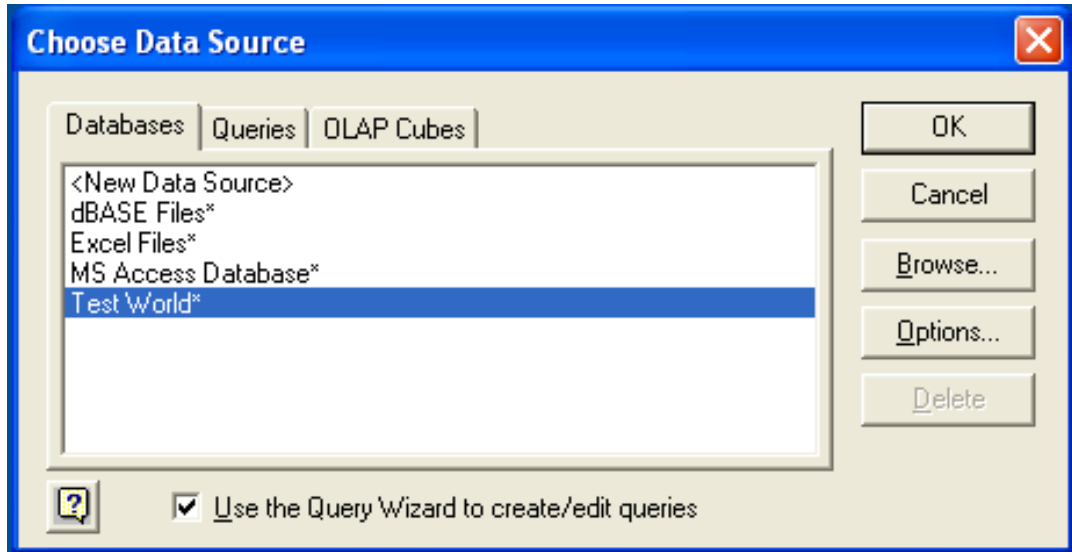 Choose Data Source
Databases
Queries
OLAP Cubes
<New Data Source>
dBASE Files*
Excel Files*
MS Access Database*
Test World*
OK
Cancel
Browse...
Options...
Delete
Use the Query Wizard to create/edit queries